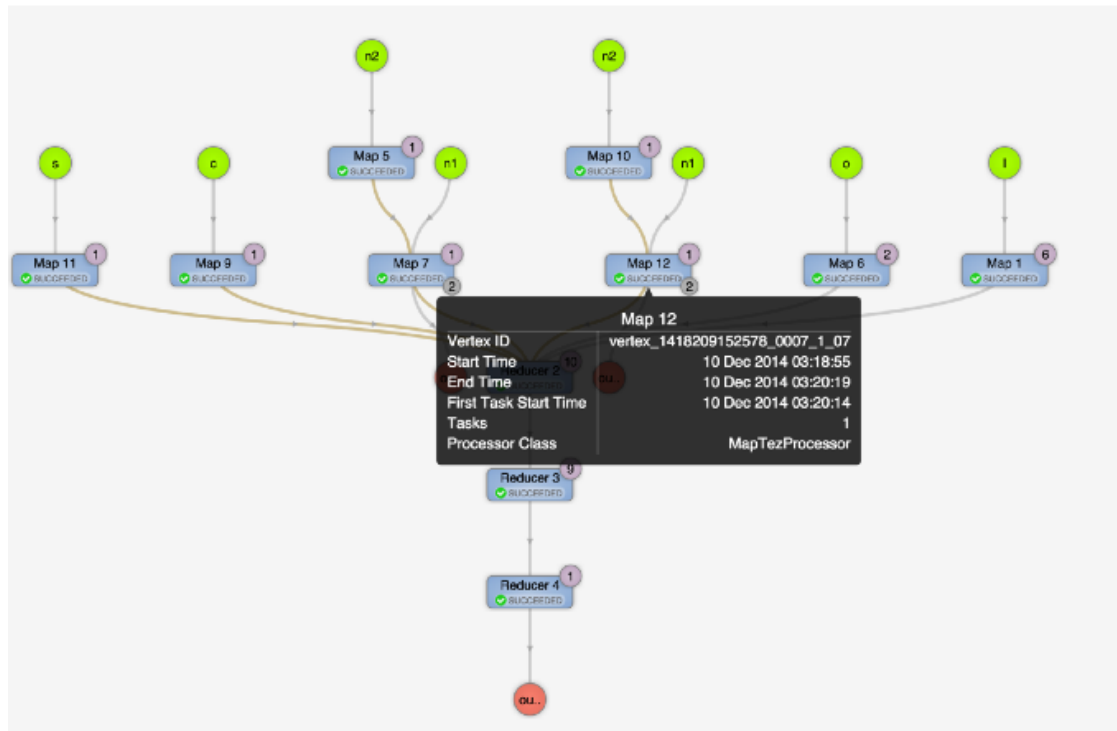 n2
n2
Map 5
1
SUCCEEDED
Map 10
1
SUCCEEDED
s
c
n1
n1
o
l
Map 11
1
SUCCEEDED
Map 9
1
SUCCEEDED
Map 7
1
SUCCEEDED
2
Map 12
1
SUCCEEDED
2
Map 6
2
SUCCEEDED
Map 1
6
SUCCEEDED
Map 12
Vertex ID vertex_1418209152578_0007_1_07
Start Time 10 Dec 2014 03:18:55
End Time 10 Dec 2014 03:20:19
First Task Start Time 10 Dec 2014 03:20:14
Tasks 1
Processor Class MapTezProcessor
Reducer 2
10
ou..
Reducer 3
9
SUCCEEDED
Reducer 4
1
SUCCEEDED
ou..